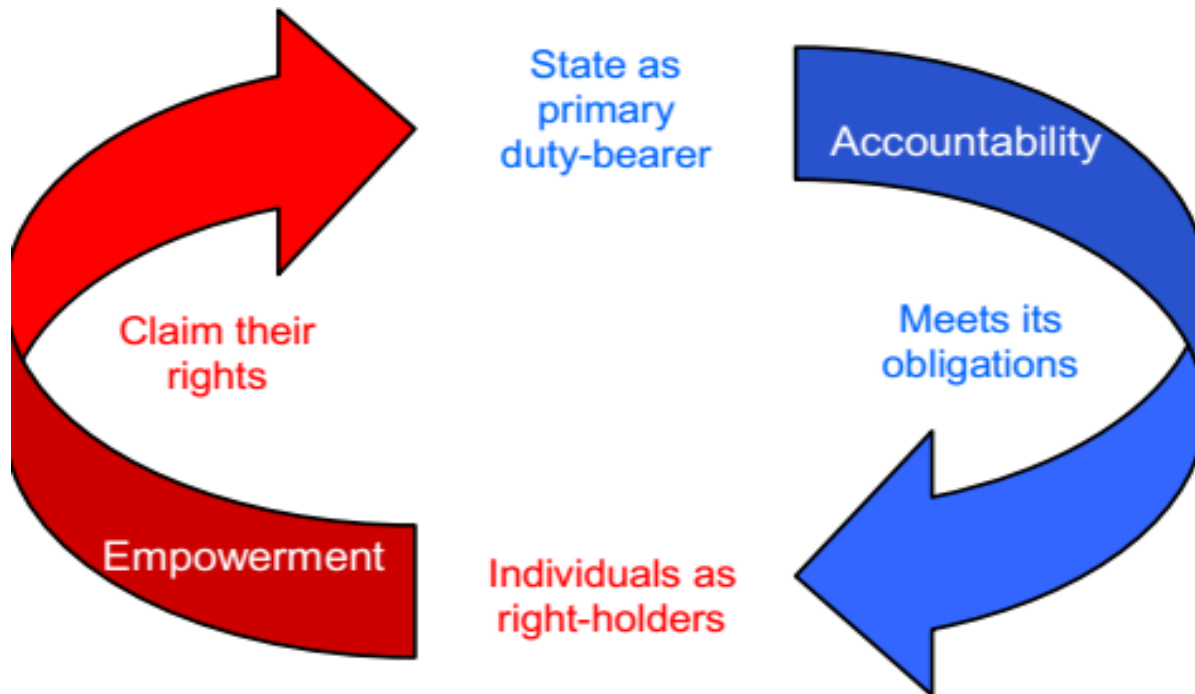 State as
primary
duty-bearer
Accountability
Claim their
rights
Meets its
obligations
Empowerment
Individuals as
right-holders